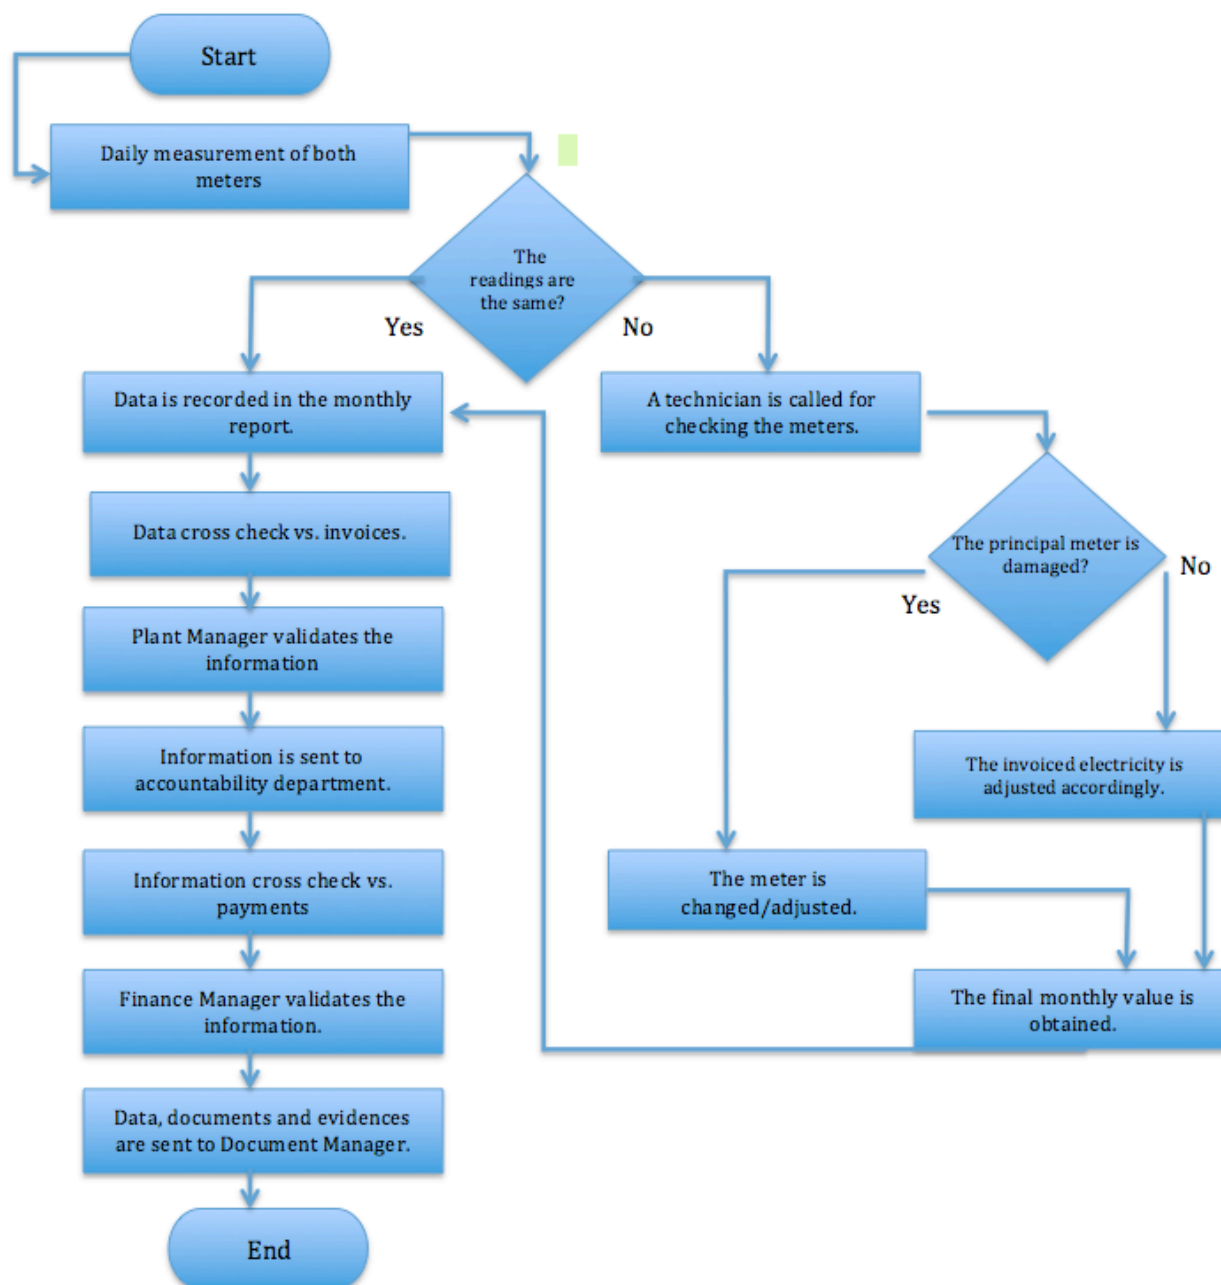 Start
Daily measurement of both
meters
The
readings are
the same?
Yes
No
Data is recorded in the monthly
report.
A technician is called for
checking the meters.
Data cross check vs. invoices.
The principal meter is
damaged?
No
Yes
Plant Manager validates the
information
Information is sent to
accountability department.
The invoiced electricity is
adjusted accordingly.
Information cross check vs.
payments
The meter is
changed/adjusted.
Finance Manager validates the
information.
The final monthly value is
obtained.
Data, documents and evidences
are sent to Document Manager.
End